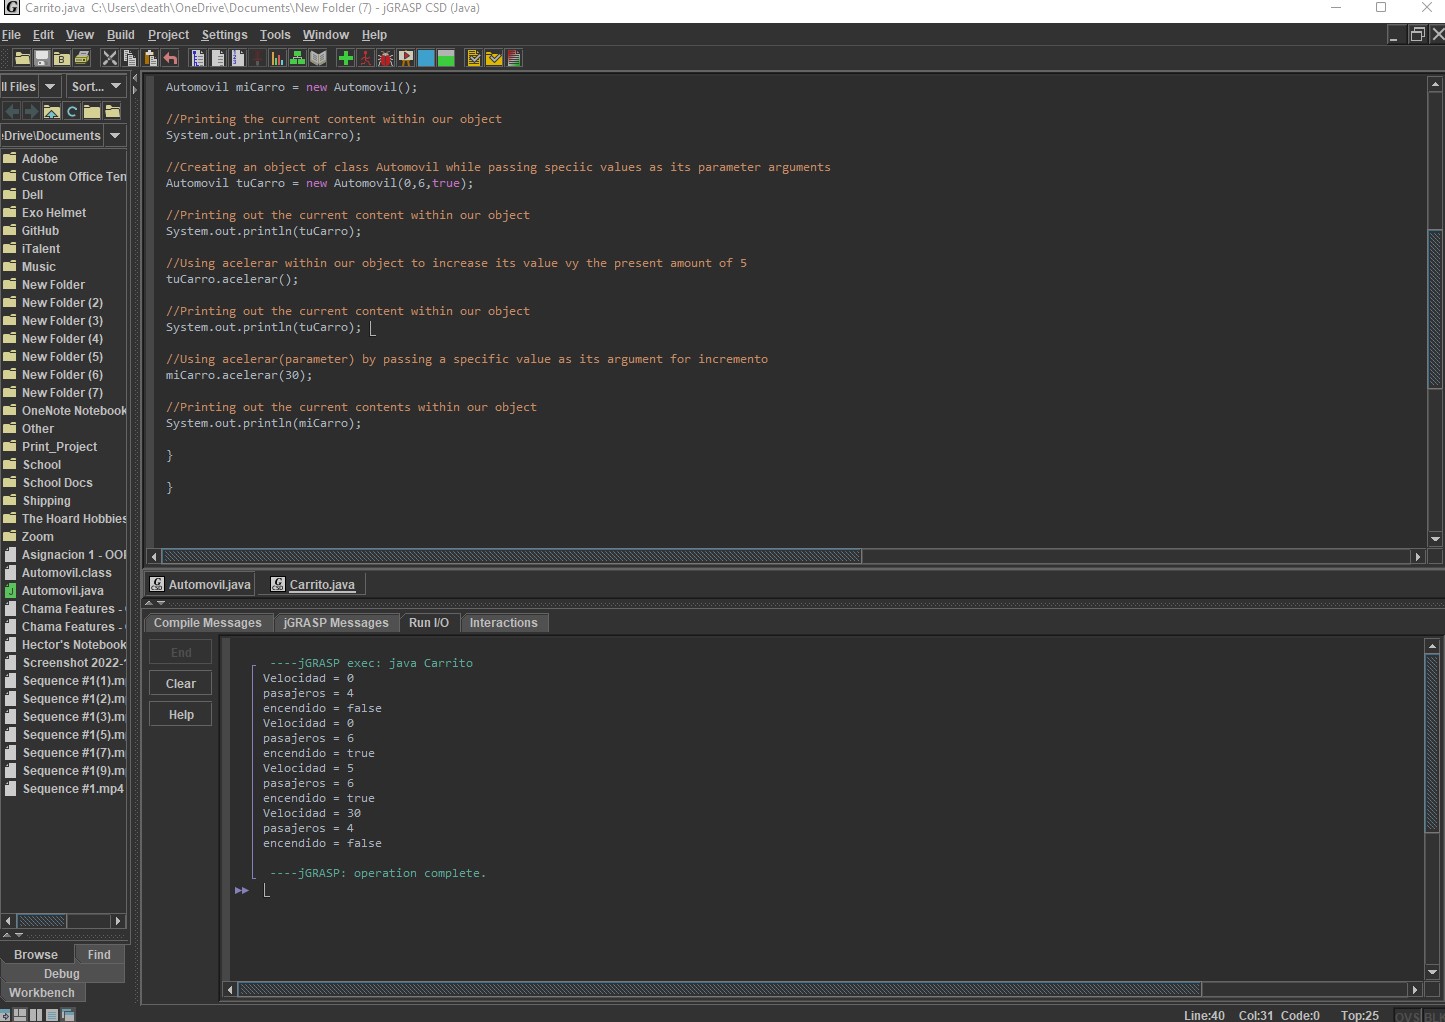 Carrito.java C:\Users\death\OneDrive\Documents\New Folder (7) - jGRASP CSD (Java)
File Edit View Build Project Settings Tools Window Help
ll Files Sort...
Drive\Documents
Adobe
Custom Office Ten
Dell
Exo Helmet
GitHub
iTalent
Music
New Folder
New Folder (2)
New Folder (3)
New Folder (4)
New Folder (5)
New Folder (6)
New Folder (7)
OneNote Notebook
Other
Print_Project
School
School Docs
Shipping
The Hoard Hobbies
Zoom
Asignacion 1 - OOI
Automovil.class
Automovil.java
Chama Features -
Chama Features -
Hector's Notebook
Screenshot 2022-
Sequence #1(1).m
Sequence #1(2).m
Sequence #1(3).m
Sequence #1(5).m
Sequence #1(7).m
Sequence #1(9).m
Sequence #1.mp4
Browse Find
Debug
Workbench
Automovil miCarro = new Automovil();
//Printing the current content within our object
System.out.println(miCarro);
//Creating an object of class Automovil while passing speciic values as its parameter arguments
Automovil tuCarro = new Automovil(0,6,true);
//Printing out the current content within our object
System.out.println(tuCarro);
//Using acelerar within our object to increase its value vy the present amount of 5
tuCarro.acelerar();
//Printing out the current content within our object
System.out.println(tuCarro);
//Using acelerar(parameter) by passing a specific value as its argument for incremento
miCarro.acelerar(30);
//Printing out the current contents within our object
System.out.println(miCarro);
}
}
Automovil.java Carrito.java
Compile Messages jGRASP Messages Run I/O Interactions
End
Clear
Help
----jGRASP exec: java Carrito
Velocidad = 0
pasajeros = 4
encendido = false
Velocidad = 0
pasajeros = 6
encendido = true
Velocidad = 5
pasajeros = 6
encendido = true
Velocidad = 30
pasajeros = 4
encendido = false
----jGRASP: operation complete.
Line:40 Col:31 Code:0 Top:25 OVS BLK